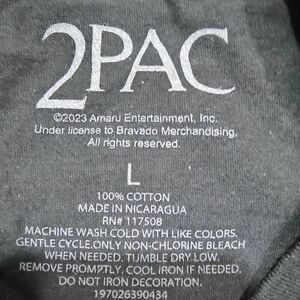 2PAC
©2023 Amaru Entertainment, Inc.
Under license to Bravado Merchandising.
All rights reserved.
L
100% COTTON
MADE IN NICARAGUA
RN# 117508
MACHINE WASH COLD WITH LIKE COLORS.
GENTLE CYCLE.ONLY NON-CHLORINE BLEACH
WHEN NEEDED. TUMBLE DRY LOW.
REMOVE PROMPTLY. COOL IRON IF NEEDED.
DO NOT IRON DECORATION.
197026390434